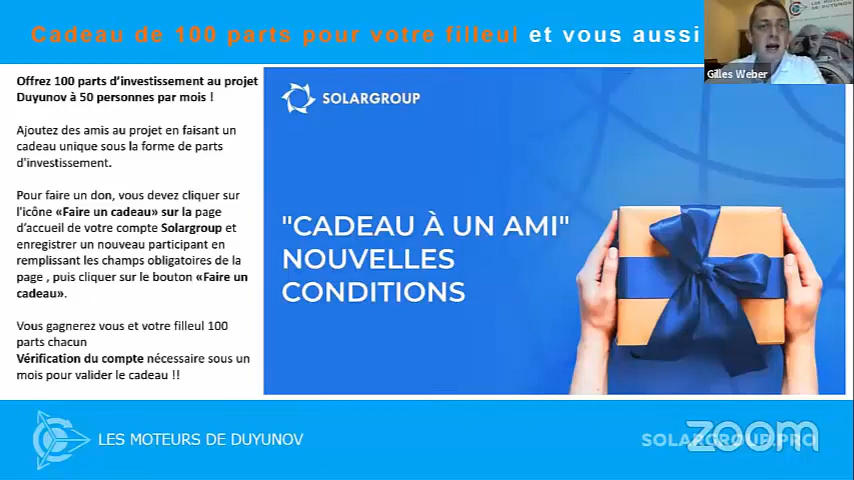 Cadeau de 100 parts pour votre filleul et vous aussi
Gilles Weber
Offrez 100 parts d'investissement au projet
Duyunov à 50 personnes par mois !
Ajoutez des amis au projet en faisant un
cadeau unique sous la forme de parts
d'investissement.
Pour faire un don, vous devez cliquer sur
l'icône «Faire un cadeau» sur la page
d'accueil de votre compte Solargroup et
enregistrer un nouveau participant en
remplissant les champs obligatoires de la
page , puis cliquer sur le bouton «Faire un
cadeau».
Vous gagnerez vous et votre filleul 100
parts chacun
Vérification du compte nécessaire sous un
mois pour valider le cadeau !!
SOLARGROUP
"CADEAU À UN AMI"
NOUVELLES
CONDITIONS
LES MOTEURS DE DUYUNOV
SOLARGROUP.PRO
zoom